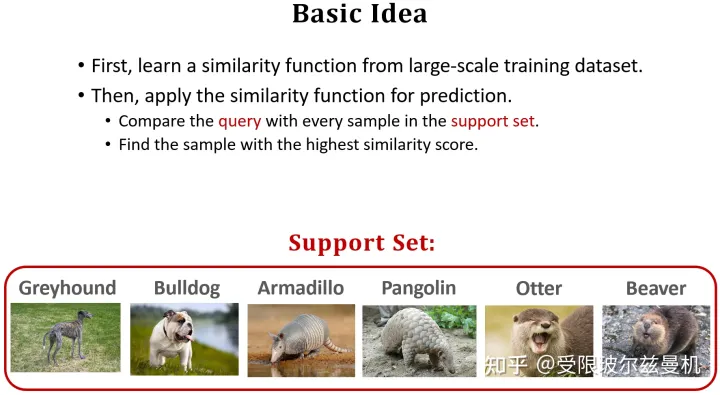 Basic Idea
• First, learn a similarity function from large-scale training dataset.
• Then, apply the similarity function for prediction.
• Compare the query with every sample in the support set.
• Find the sample with the highest similarity score.
Support Set:
Greyhound Bulldog Armadillo Pangolin Otter Beaver
知乎 @受限玻尔兹曼机